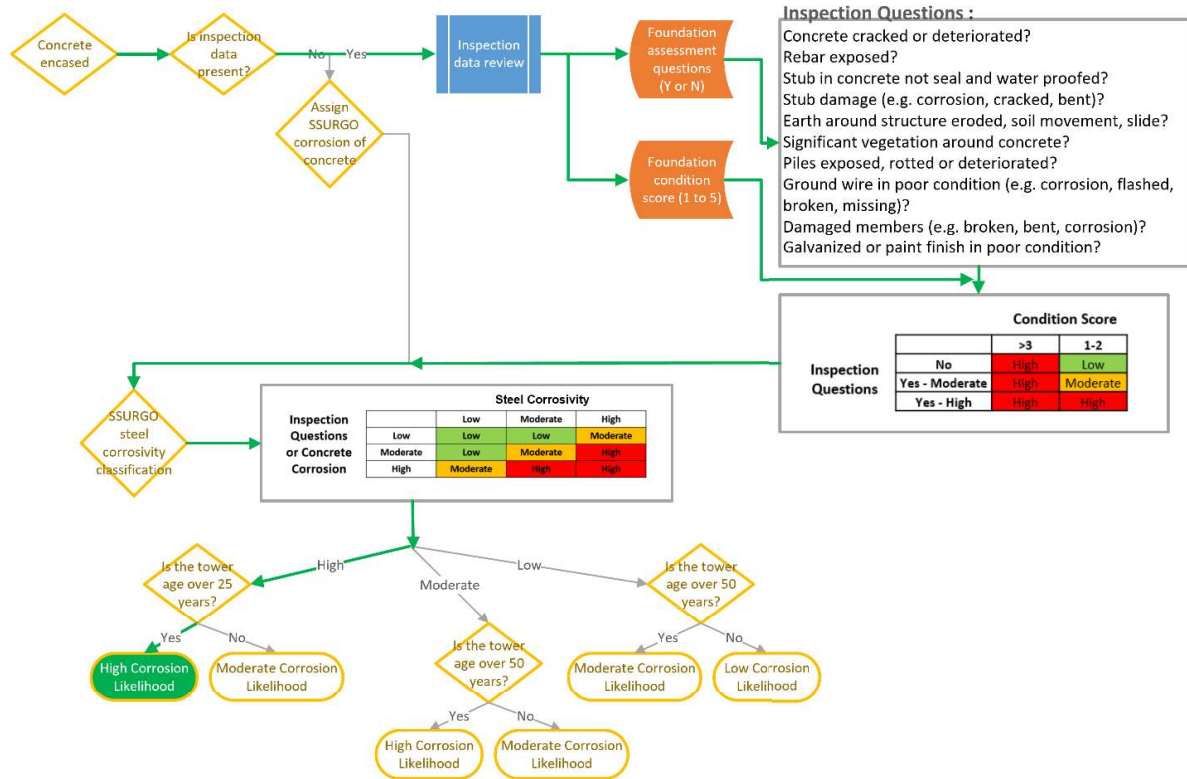 Inspection Questions :
Concrete cracked or deteriorated?
Rebar exposed?
Stub in concrete not seal and water proofed?
Stub damage (e.g. corrosion, cracked, bent)?
Earth around structure eroded, soil movement, slide?
Significant vegetation around concrete?
Piles exposed, rotted or deteriorated?
Ground wire in poor condition (e.g. corrosion, flashed,
broken, missing)?
Damaged members (e.g. broken, bent, corrosion)?
Galvanized or paint finish in poor condition?
Concrete
encased
Is inspection
data
present?
No
Yes
Inspection
data review
Foundation
assessment
questions
(Y or N)
Assign
SSURGO
corrosion of
concrete
Foundation
condition
score (1 to 5)
Condition Score
>3 1-2
Inspection
Questions
No High Low
Yes - Moderate High Moderate
Yes - High High High
SSURGO
steel
corrosivity
classification
Steel Corrosivity
Inspection
Questions
or Concrete
Corrosion
Low Moderate High
Low Low Low Moderate
Moderate Low Moderate High
High Moderate High High
High
Moderate
Low
Is the tower
age over 25
years?
Yes
No
High Corrosion
Likelihood
Moderate Corrosion
Likelihood
Is the tower
age over 50
years?
Yes
No
High Corrosion
Likelihood
Moderate Corrosion
Likelihood
Is the tower
age over 50
years?
Yes
No
Moderate Corrosion
Likelihood
Low Corrosion
Likelihood